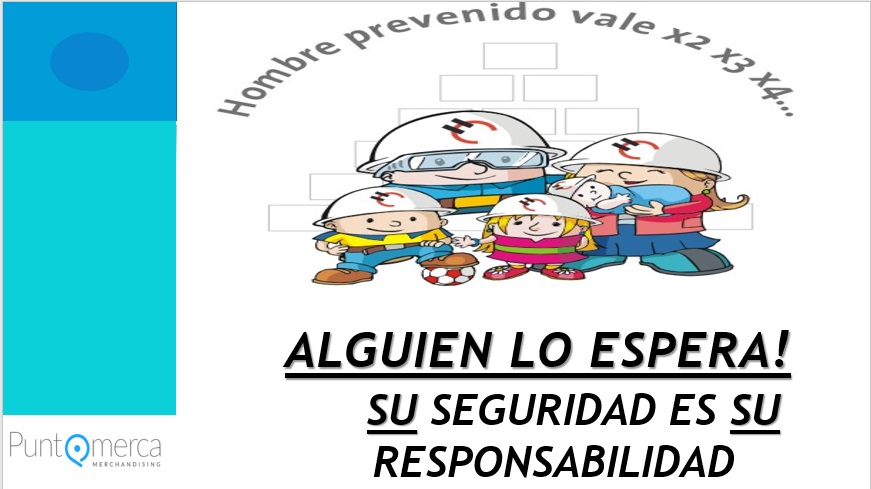 Hombre prevenido vale x2 x3 x4...
ALGUIEN LO ESPERA!
SU SEGURIDAD ES SU
RESPONSABILIDAD
Puntomerca
MERCHANDISING